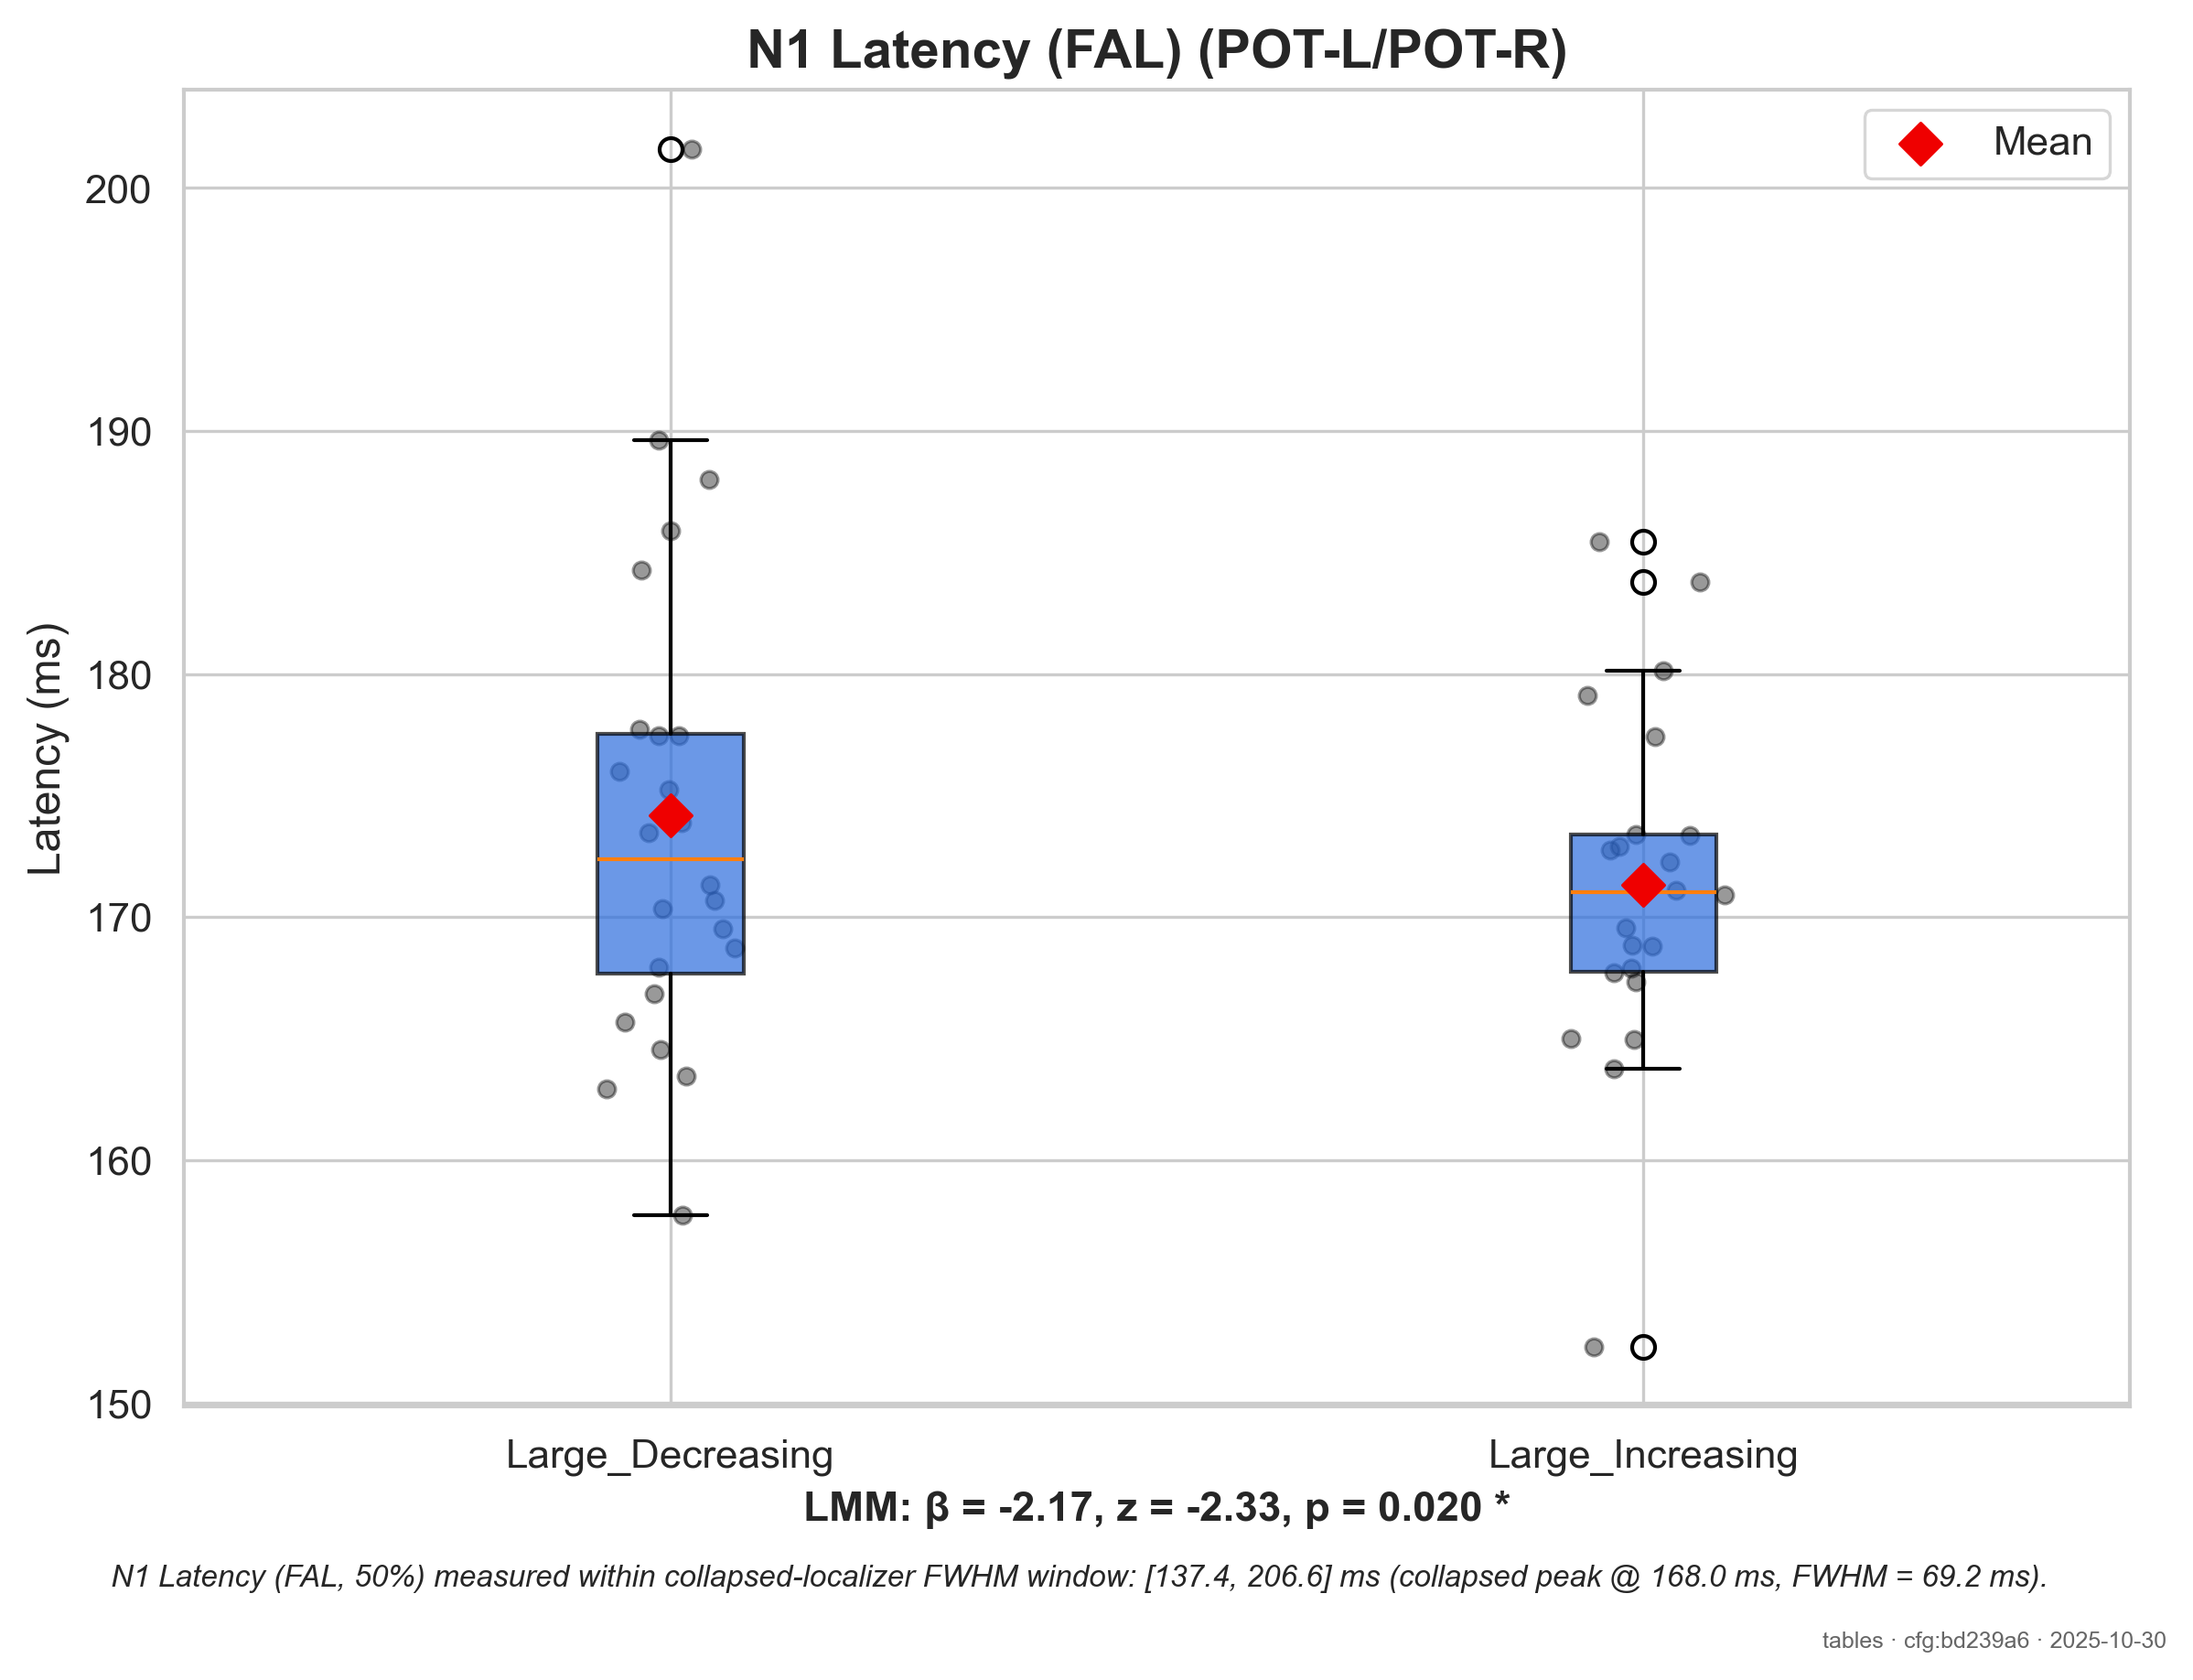 N1 Latency (FAL) (POT-L/POT-R)
Mean
Latency (ms)
200
190
180
170
160
150
Large_Decreasing
Large_Increasing
LMM: β = -2.17, z = -2.33, p = 0.020 *
N1 Latency (FAL, 50%) measured within collapsed-localizer FWHM window: [137.4, 206.6] ms (collapsed peak @ 168.0 ms, FWHM = 69.2 ms).
tables · cfg:bd239a6 · 2025-10-30